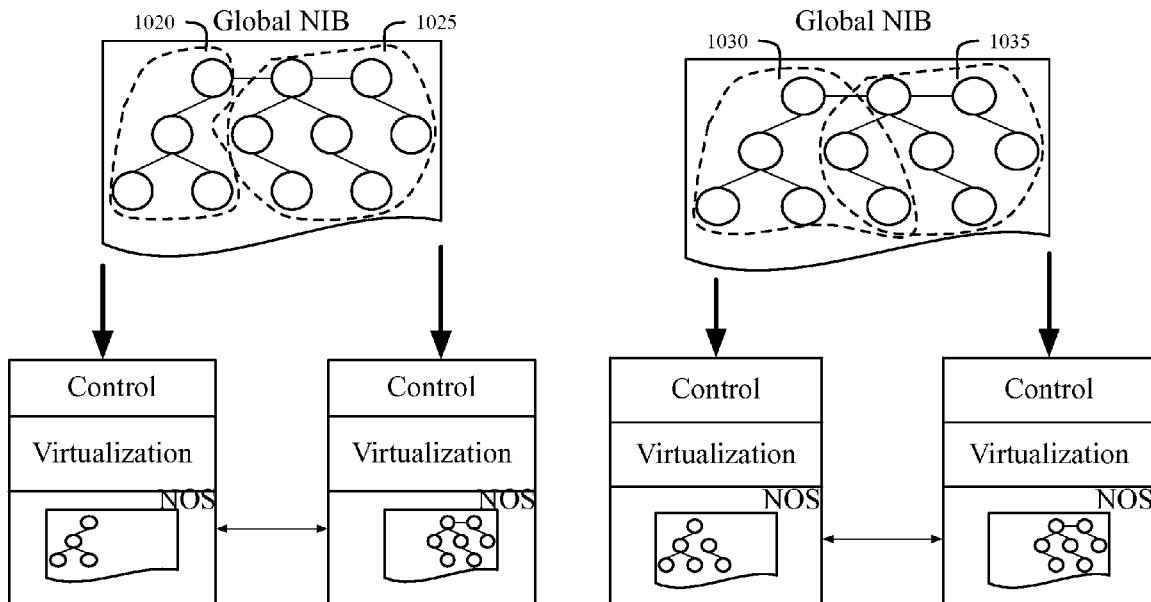 1020
Global NIB
1025
Control
Virtualization
NOS
Control
Virtualization
NOS
Global NIB
1030
1035
Control
Virtualization
NOS
Control
Virtualization
NOS